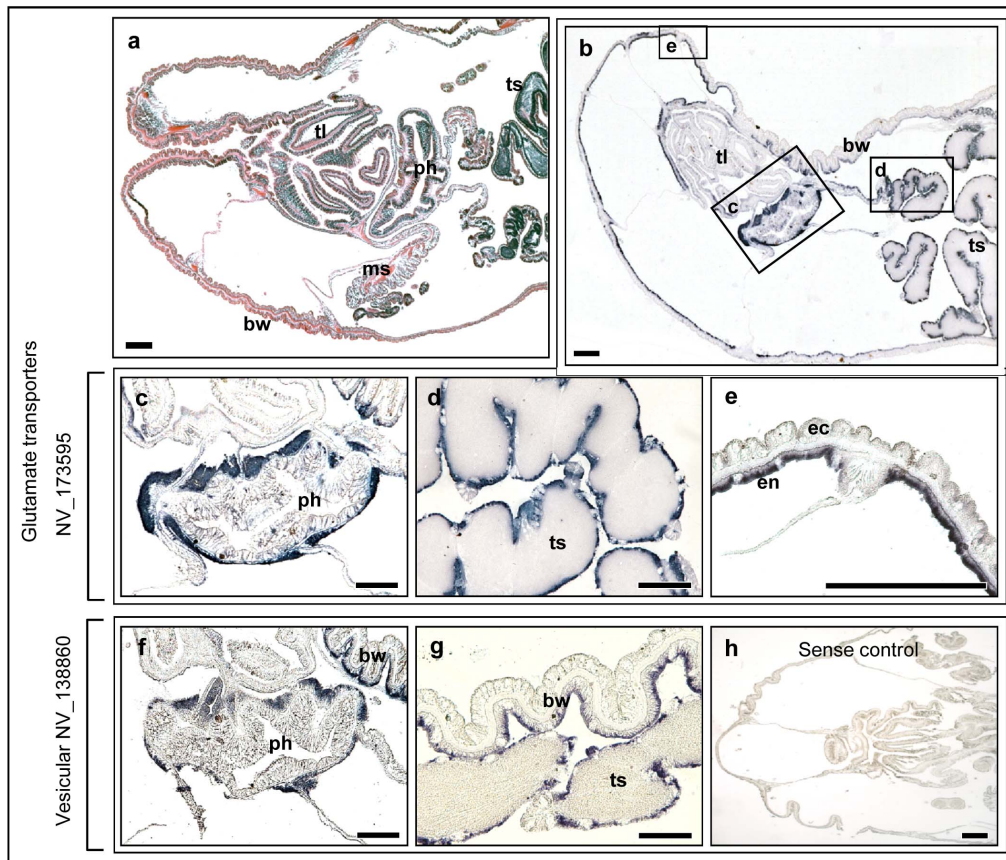 a
ts
tl
ph
ms
bw
b
e
tl
bw
d
c
ts
Glutamate transporters
NV_173595
c
ph
d
ts
e
ec
en
Vesicular NV_138860
f
bw
ph
g
bw
ts
h
Sense control